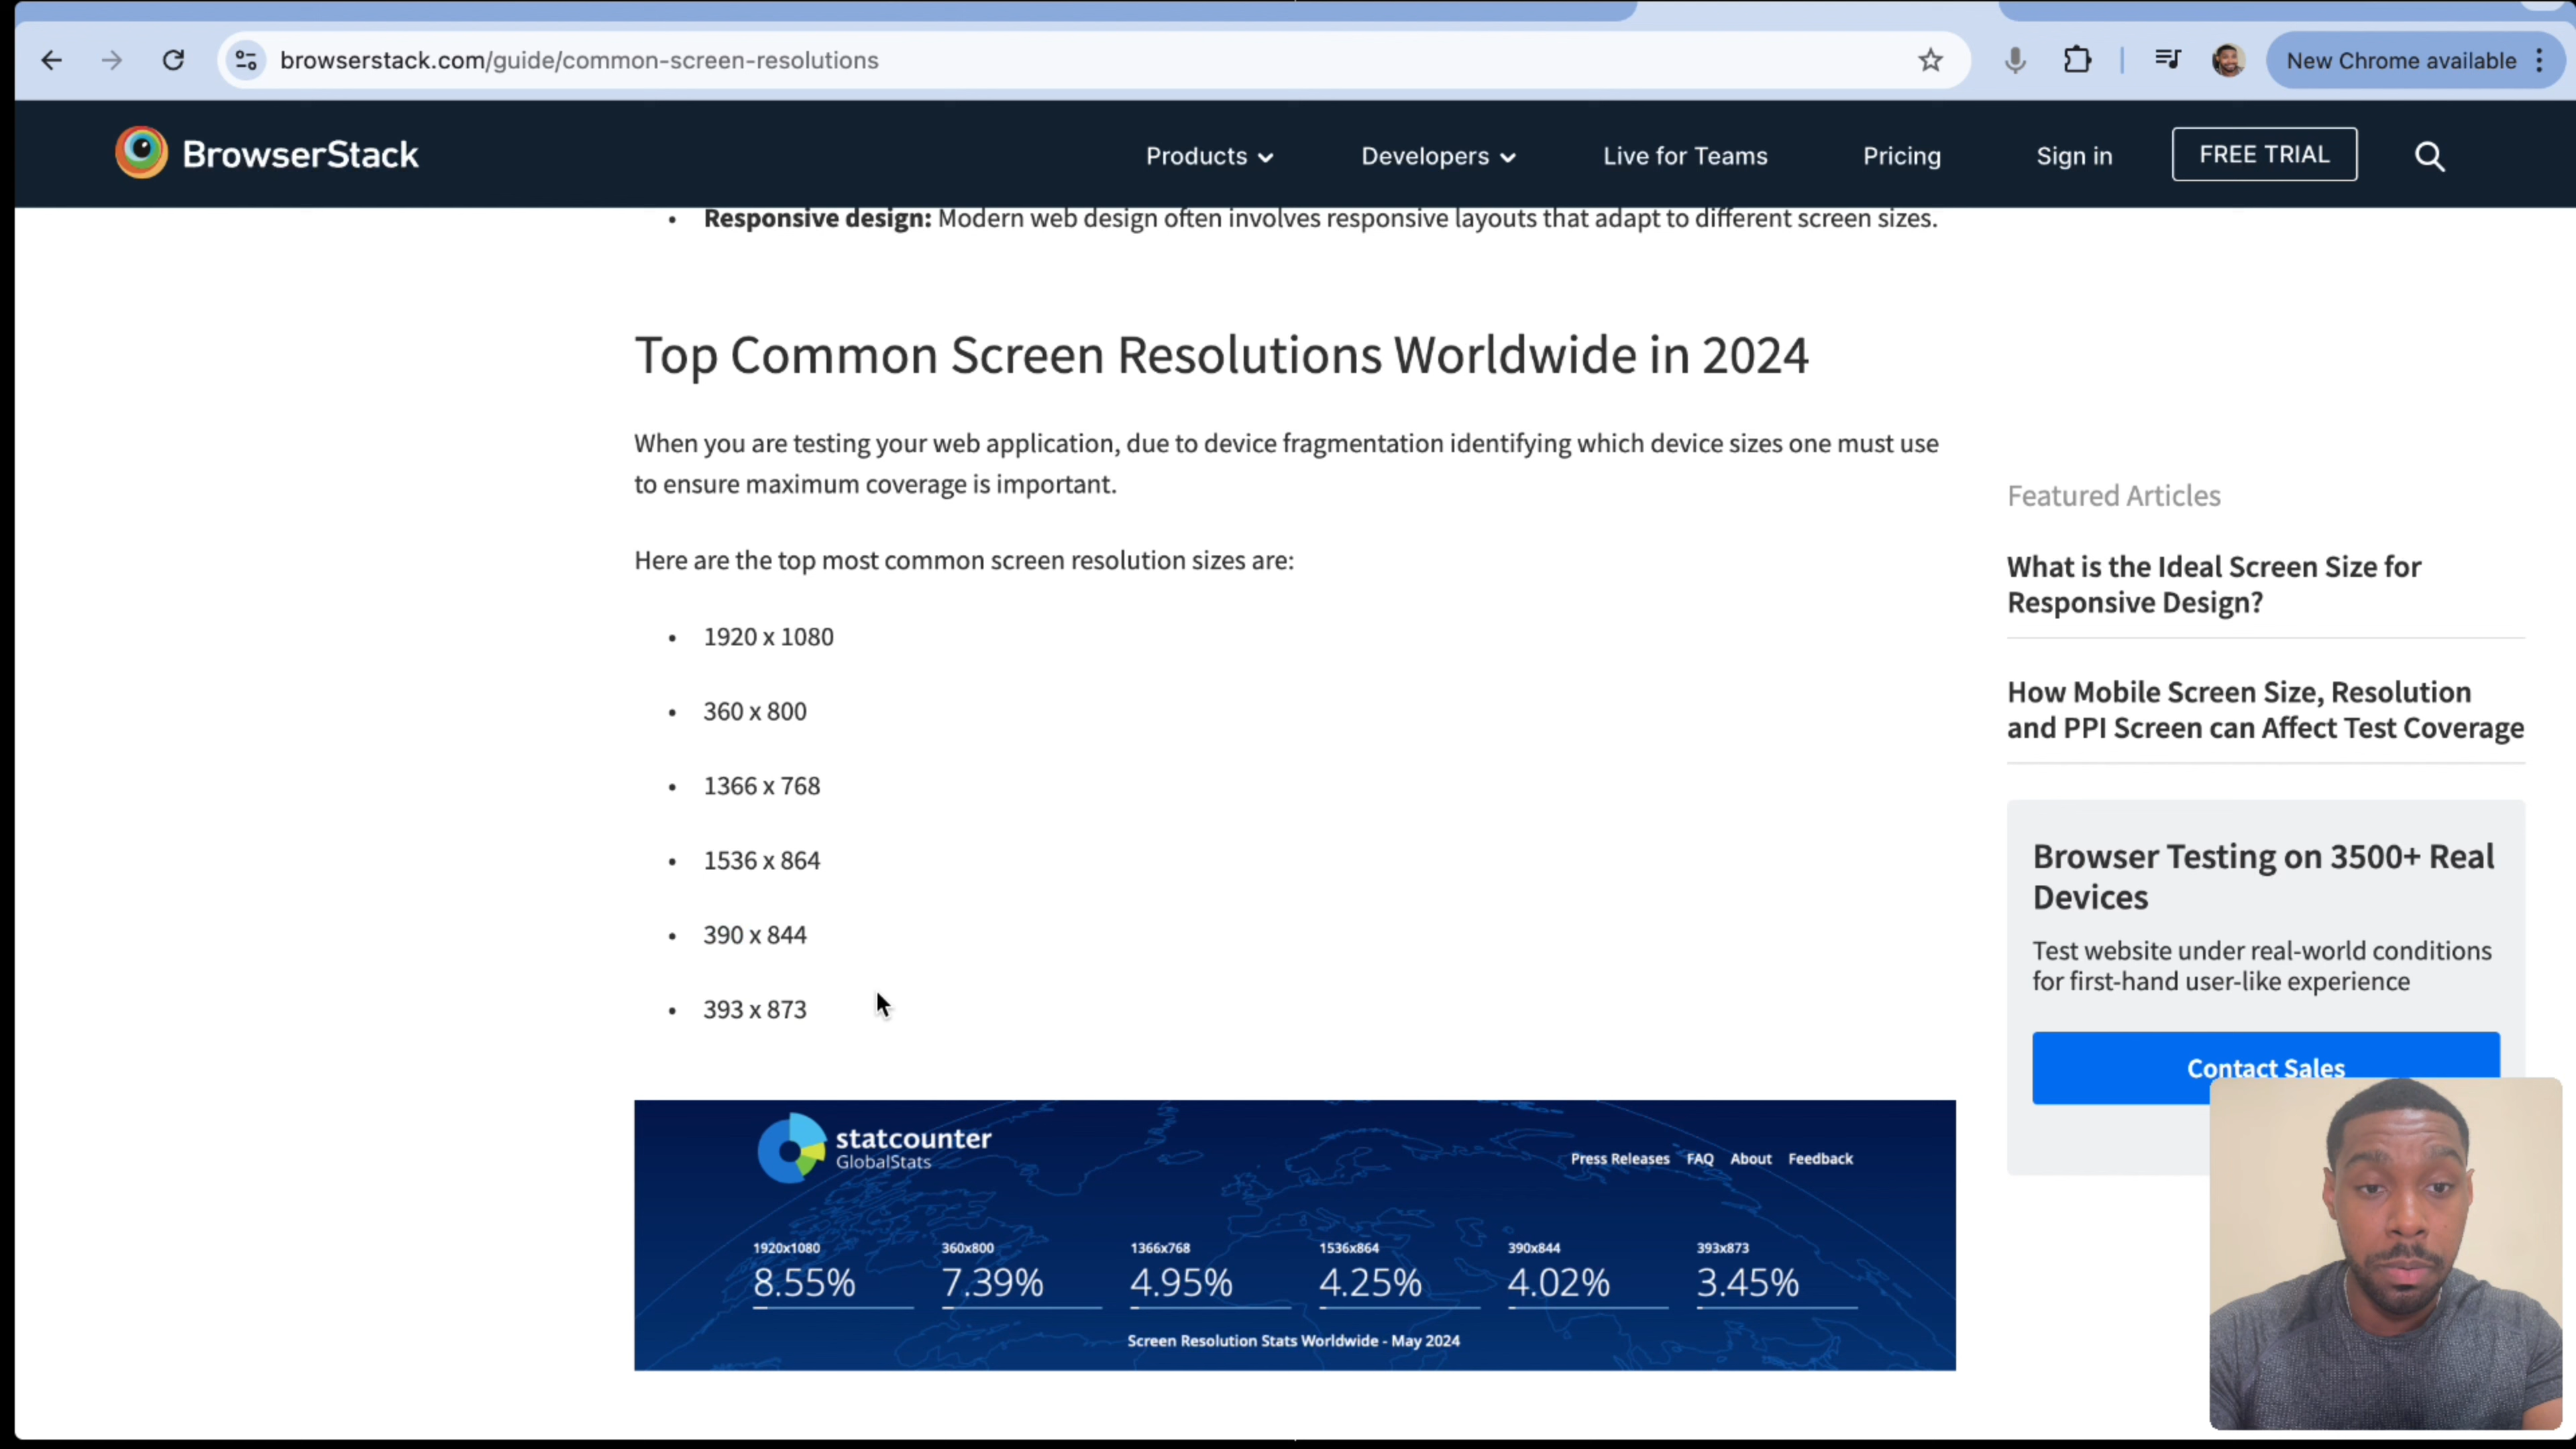 browserstack.com/guide/common-screen-resolutions
New Chrome available
BrowserStack
Products
Developers
Live for Teams
Pricing
Sign in
FREE TRIAL
• Responsive design: Modern web design often involves responsive layouts that adapt to different screen sizes.
Top Common Screen Resolutions Worldwide in 2024
When you are testing your web application, due to device fragmentation identifying which device sizes one must use
to ensure maximum coverage is important.
Here are the top most common screen resolution sizes are:
• 1920 x 1080
• 360 x 800
• 1366 x 768
• 1536 x 864
• 390 x 844
• 393 x 873
statcounter
GlobalStats
Press Releases FAQ About Feedback
1920x1080 360x800 1366x768 1536x864 390x844 393x873
8.55% 7.39% 4.95% 4.25% 4.02% 3.45%
Screen Resolution Stats Worldwide - May 2024
Featured Articles
What is the Ideal Screen Size for
Responsive Design?
How Mobile Screen Size, Resolution
and PPI Screen can Affect Test Coverage
Browser Testing on 3500+ Real
Devices
Test website under real-world conditions
for first-hand user-like experience
Contact Sales